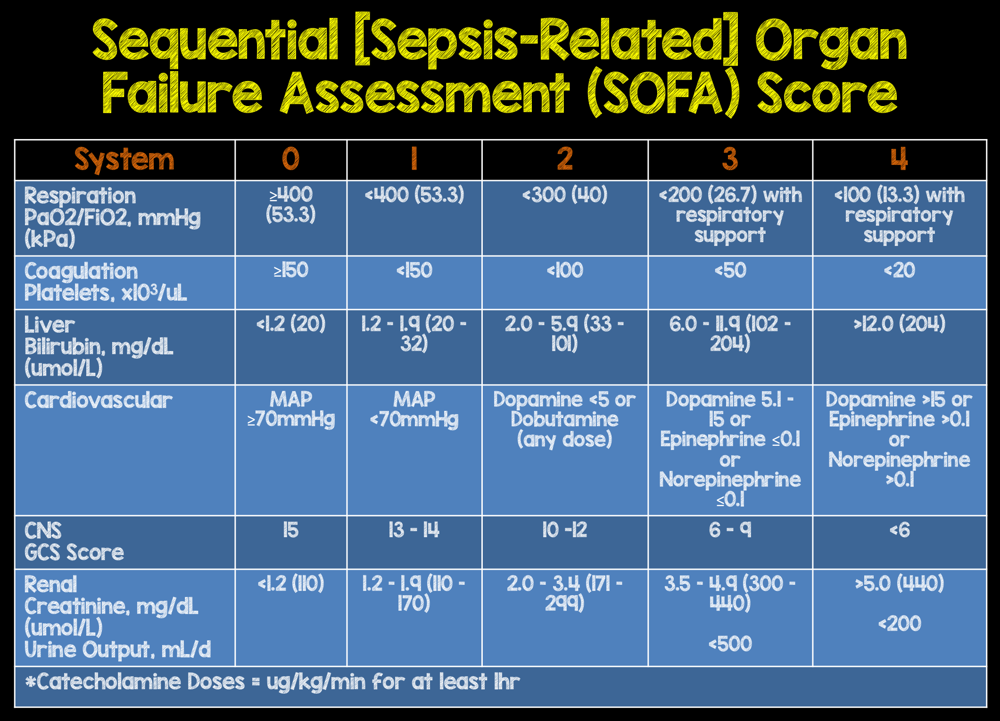 Sequential [Sepsis-Related] Organ
Failure Assessment (SOFA) Score
System
0
1
2
3
4
Respiration
PaO2/FiO2, mmHg
(kPa)
≥400
(53.3)
<400 (53.3)
<300 (40)
<200 (26.7) with
respiratory
support
<100 (13.3) with
respiratory
support
Coagulation
Platelets, x10³/uL
≥150
<150
<100
<50
<20
Liver
Bilirubin, mg/dL
(umol/L)
<1.2 (20)
1.2 - 1.9 (20 -
32)
2.0 - 5.9 (33 -
101)
6.0 - 11.9 (102 -
204)
>12.0 (204)
Cardiovascular
MAP
≥70mmHg
MAP
<70mmHg
Dopamine <5 or
Dobutamine
(any dose)
Dopamine 5.1 -
15 or
Epinephrine ≤0.1
or
Norepinephrine
≤0.1
Dopamine >15 or
Epinephrine >0.1
or
Norepinephrine
>0.1
CNS
GCS Score
15
13 - 14
10 -12
6 - 9
<6
Renal
Creatinine, mg/dL
(umol/L)
Urine Output, mL/d
<1.2 (110)
1.2 - 1.9 (110 -
170)
2.0 - 3.4 (171 -
299)
3.5 - 4.9 (300 -
440)
<500
>5.0 (440)
<200
*Catecholamine Doses = ug/kg/min for at least 1hr